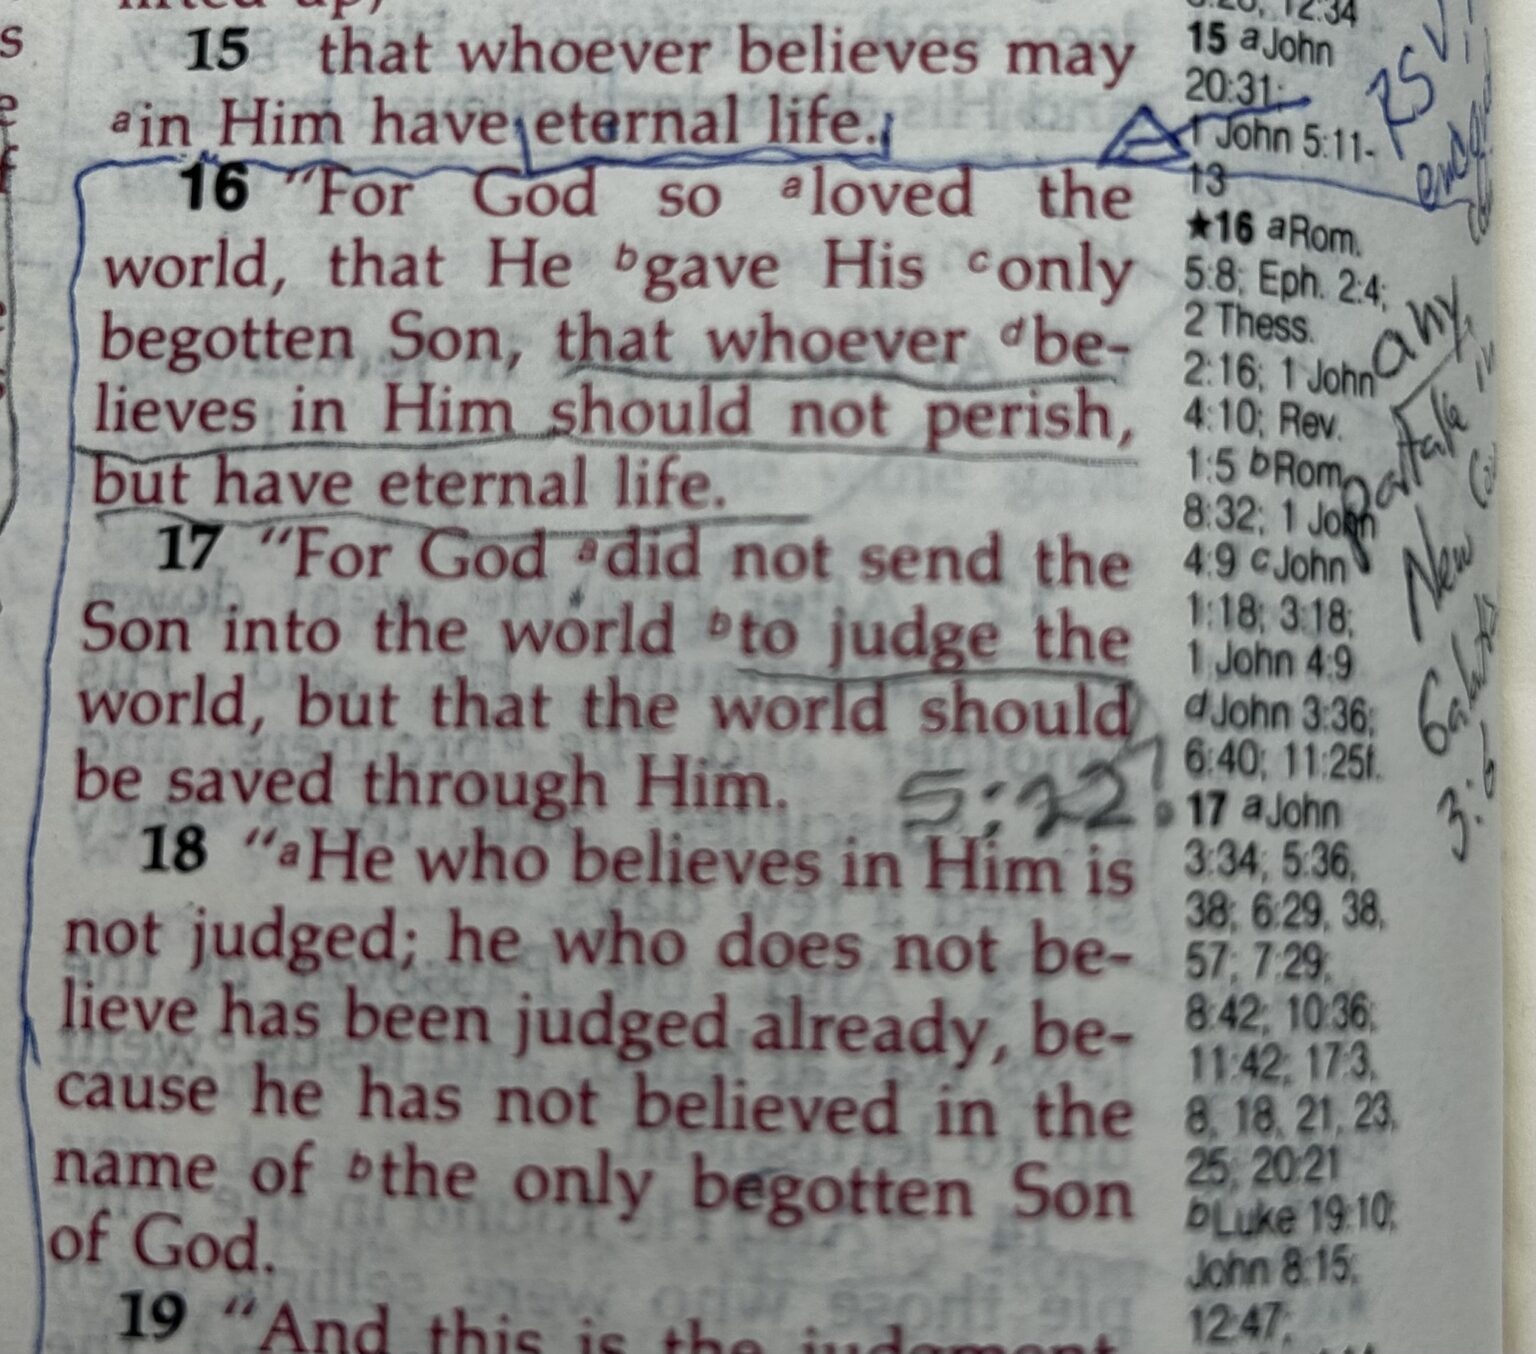 15 that whoever believes may
a in Him have eternal life.
16 "For God so a loved the
world, that He b gave His c only
begotten Son, that whoever d be-
lieves in Him should not perish,
but have eternal life.
17 "For God a did not send the
Son into the world b to judge the
world, but that the world should
be saved through Him.
5:22
18 "a He who believes in Him is
not judged; he who does not be-
lieve has been judged already, be-
cause he has not believed in the
name of b the only begotten Son
of God.
19 "And this is the judgment
12:34
15 a John
20:31;
1 John 5:11-
13
★16 a Rom.
5:8; Eph. 2:4;
2 Thess.
2:16; 1 John
4:10; Rev.
1:5 b Rom.
8:32; 1 John
4:9 c John
1:18; 3:18;
1 John 4:9
d John 3:36;
6:40; 11:25f.
17 a John
3:34; 5:36,
38; 6:29, 38,
57; 7:29;
8:42; 10:36;
11:42; 17:3,
8, 18, 21, 23,
25; 20:21
b Luke 19:10;
John 8:15;
12:47;
any
partake in
New
3:6